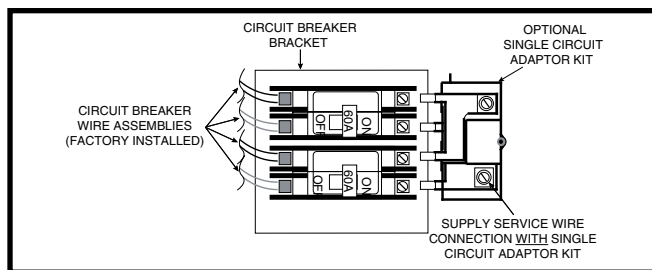 CIRCUIT BREAKER
BRACKET
OPTIONAL
SINGLE CIRCUIT
ADAPTOR KIT
CIRCUIT BREAKER
WIRE ASSEMBLIES
(FACTORY INSTALLED)
OFF
60A
ON
OFF
60A
ON
SUPPLY SERVICE WIRE
CONNECTION WITH SINGLE
CIRCUIT ADAPTOR KIT